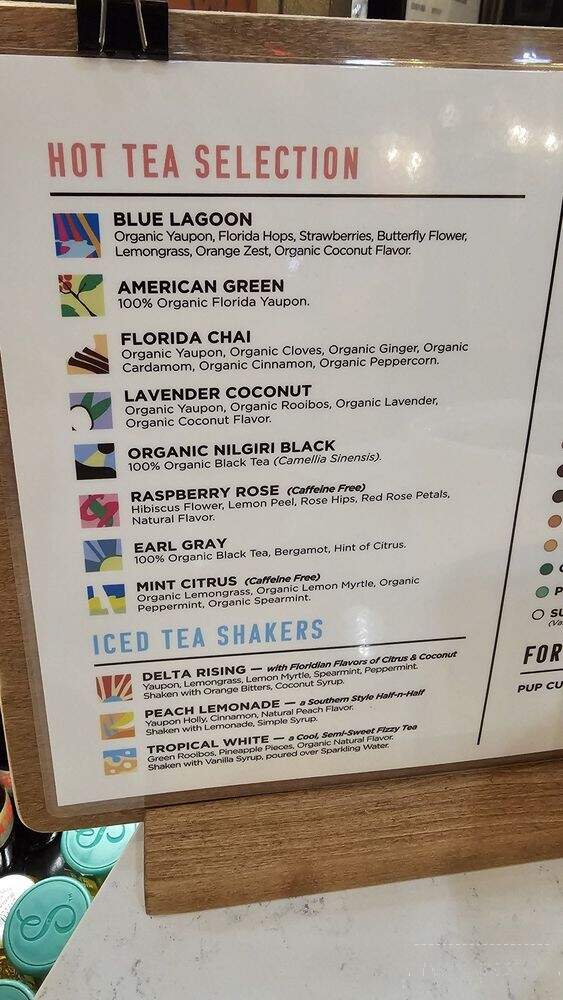 HOT TEA SELECTION
BLUE LAGOON
Organic Yaupon, Florida Hops, Strawberries, Butterfly Flower,
Lemongrass, Orange Zest, Organic Coconut Flavor.
AMERICAN GREEN
100% Organic Florida Yaupon.
FLORIDA CHAI
Organic Yaupon, Organic Cloves, Organic Ginger, Organic
Cardamom, Organic Cinnamon, Organic Peppercorn.
LAVENDER COCONUT
Organic Yaupon, Organic Rooibos, Organic Lavender,
Organic Coconut Flavor.
ORGANIC NILGIRI BLACK
100% Organic Black Tea (Camellia Sinensis).
RASPBERRY ROSE (Caffeine Free)
Hibiscus Flower, Lemon Peel, Rose Hips, Red Rose Petals,
Natural Flavor.
EARL GRAY
100% Organic Black Tea, Bergamot, Hint of Citrus.
MINT CITRUS (Caffeine Free)
Organic Lemongrass, Organic Lemon Myrtle, Organic
Peppermint, Organic Spearmint.
ICED TEA SHAKERS
DELTA RISING — with Floridian Flavors of Citrus & Coconut
Yaupon, Lemongrass, Lemon Myrtle, Spearmint, Peppermint.
Shaken with Orange Bitters, Coconut Syrup.
PEACH LEMONADE — a Southern Style Half-n-Half
Yaupon Holly, Cinnamon, Natural Peach Flavor.
Shaken with Lemonade, Simple Syrup.
TROPICAL WHITE — a Cool, Semi-Sweet Fizzy Tea
Green Rooibos, Pineapple Pieces, Organic Natural Flavor.
Shaken with Vanilla Syrup, poured over Sparkling Water.
PUP CU